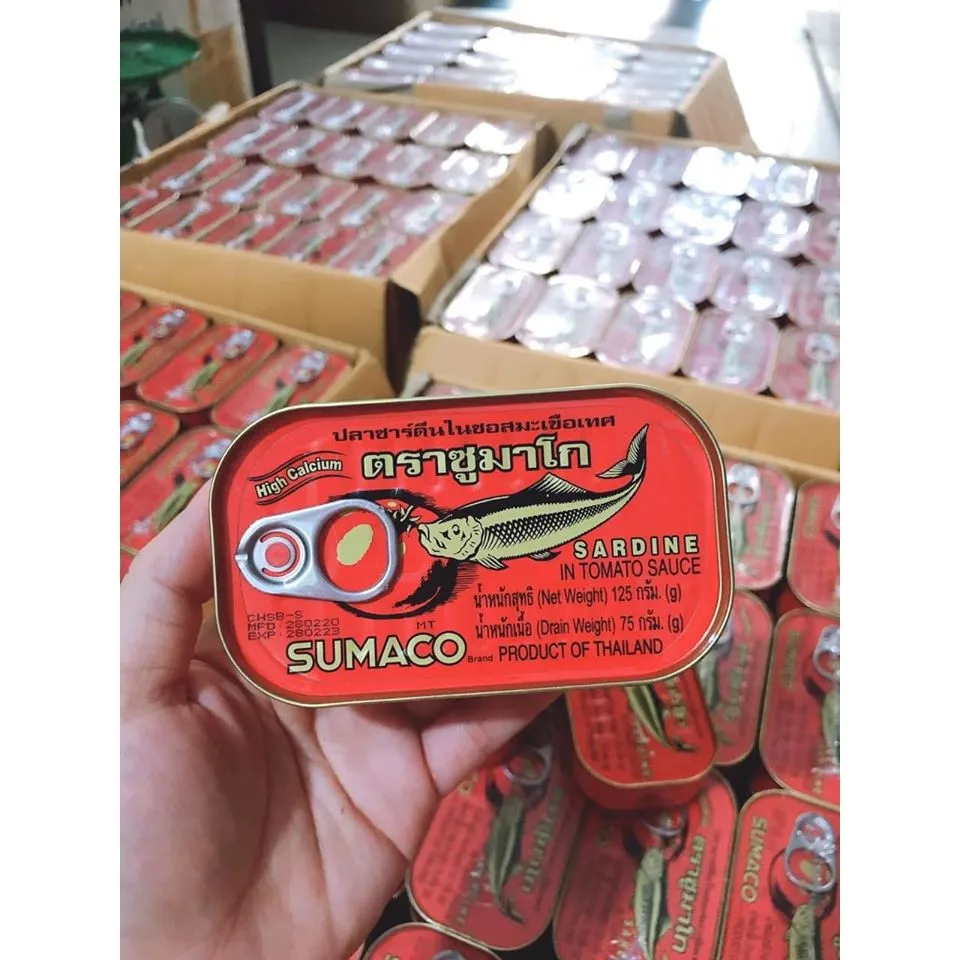 ปลาซาร์ดีนในซอสมะเขือเทศ
High Calcium
ตราซูมาโก
SARDINE
IN TOMATO SAUCE
น้ำหนักสุทธิ (Net Weight) 125 กรัม. (g)
น้ำหนักเนื้อ (Drain Weight) 75 กรัม. (g)
CHSB-S
MFD : 280220
EXP : 280223
MT
SUMACO Brand PRODUCT OF THAILAND
SUMACO